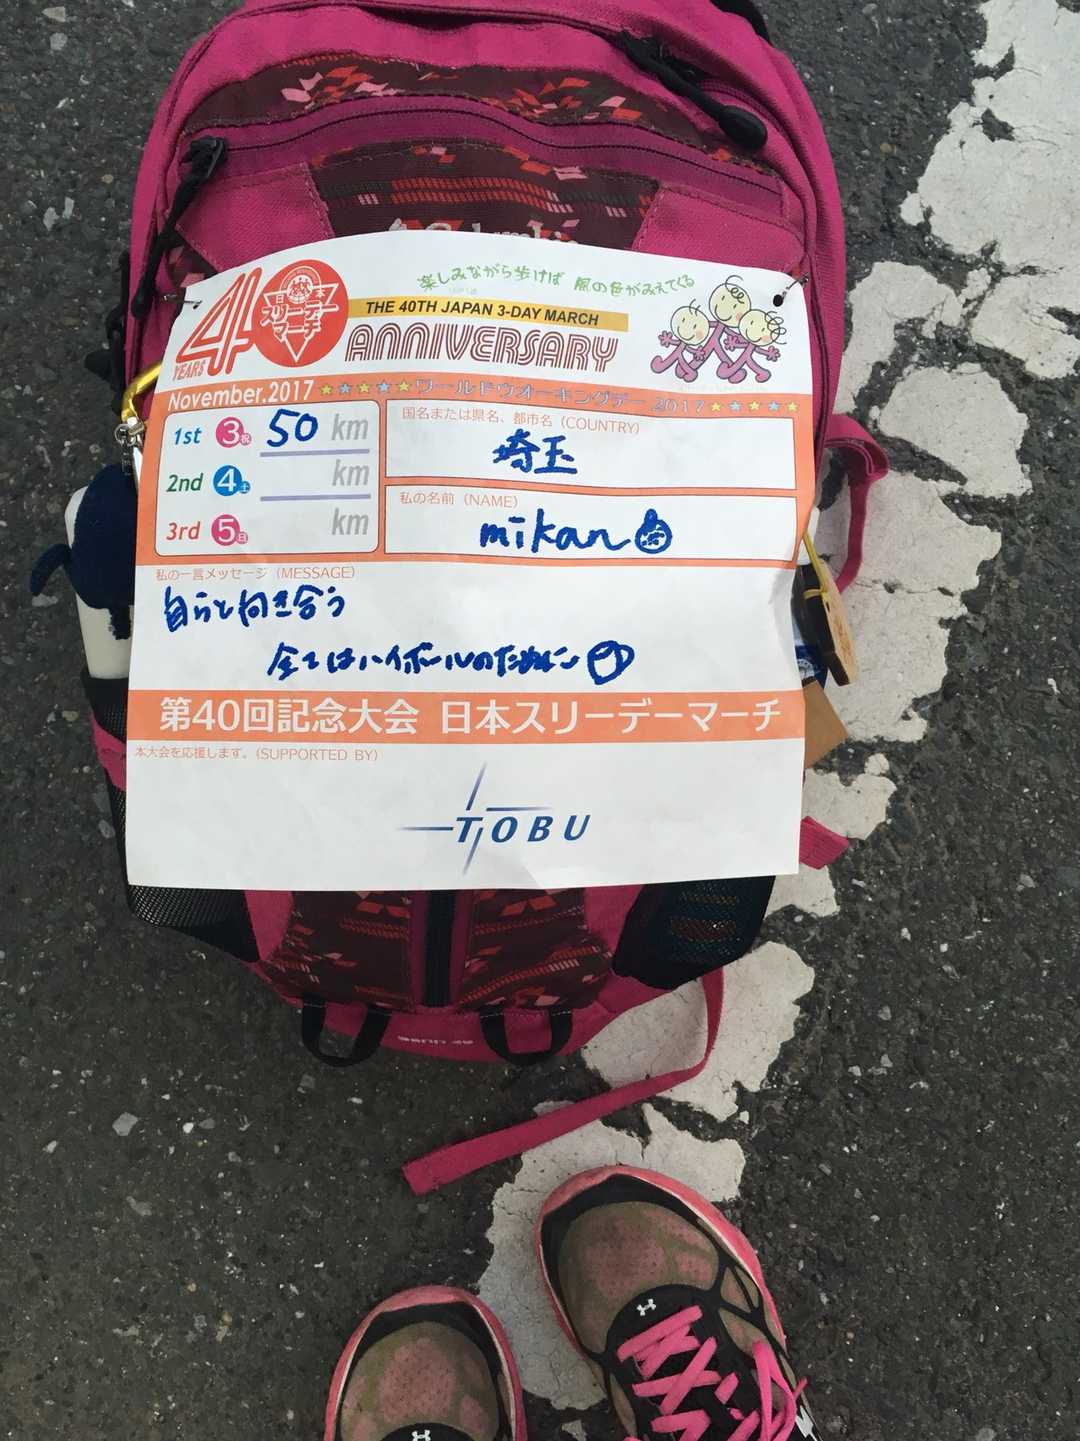 Columbia
楽しみながら歩けば 風の色がみえてくる
40 YEARS
日本
スリーデー
マーチ
THE 40TH JAPAN 3-DAY MARCH
ANNIVERSARY
November.2017 ★★★★★ワールドウオーキングデー 2017★★★★★
1st 3祝 50 km
2nd 4土 km
3rd 5日 km
国名または県名、都市名 (COUNTRY)
埼玉
私の名前 (NAME)
mikan
私の一言メッセージ (MESSAGE)
自らと向き合う
全てはハイボールのために
第40回記念大会 日本スリーデーマーチ
本大会を応援します。(SUPPORTED BY)
TOBU